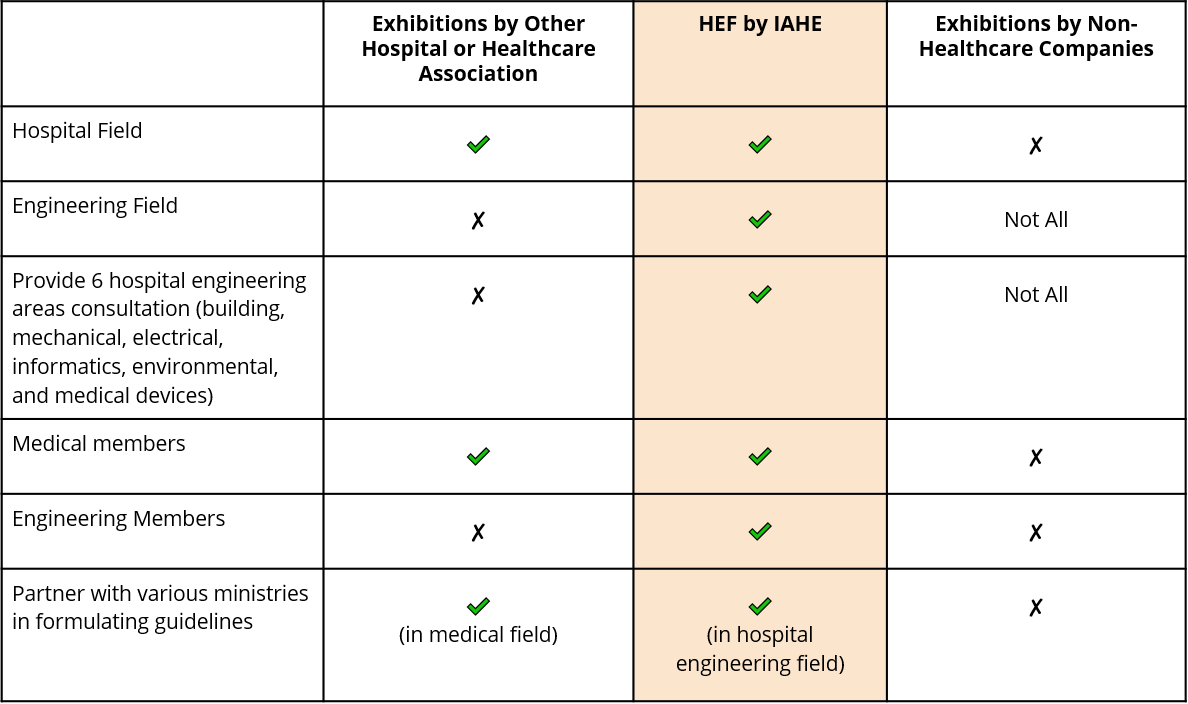 Exhibitions by Other
Hospital or Healthcare
Association
HEF by IAHE
Exhibitions by Non-
Healthcare Companies
Hospital Field
✔
✔
✗
Engineering Field
✗
✔
Not All
Provide 6 hospital engineering
areas consultation (building,
mechanical, electrical,
informatics, environmental,
and medical devices)
✗
✔
Not All
Medical members
✔
✔
✗
Engineering Members
✗
✔
✗
Partner with various ministries
in formulating guidelines
✔
(in medical field)
✔
(in hospital
engineering field)
✗